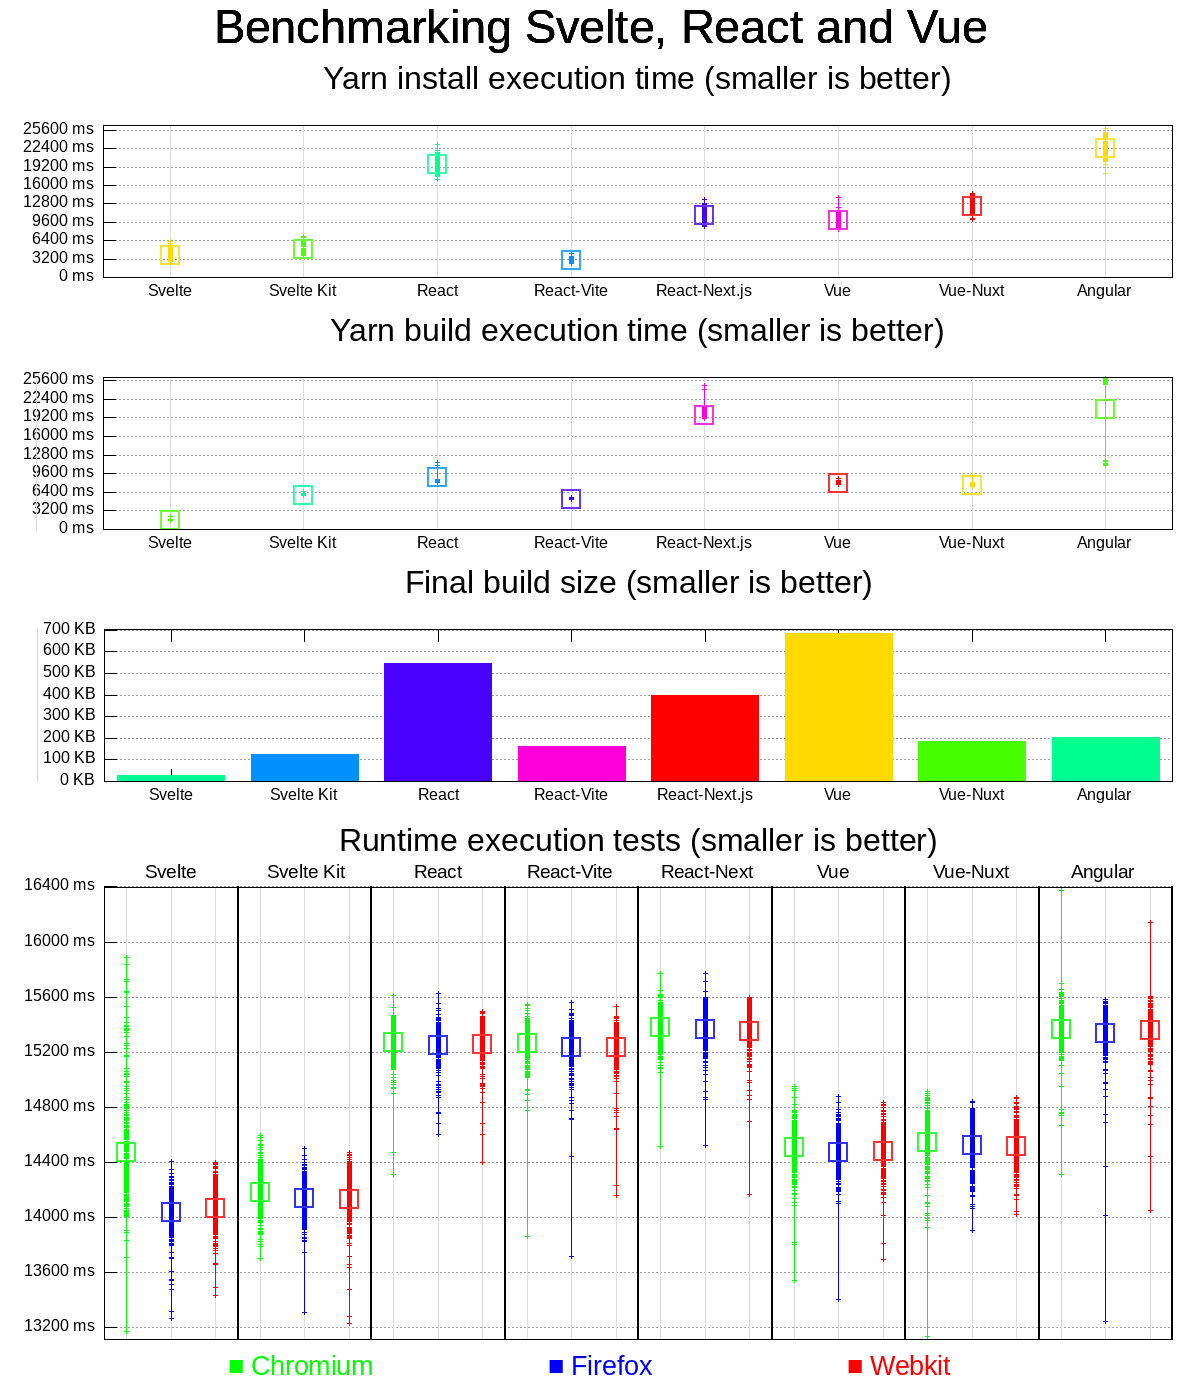 Benchmarking Svelte, React and Vue
Yarn install execution time (smaller is better)
25600 ms
22400 ms
19200 ms
16000 ms
12800 ms
9600 ms
6400 ms
3200 ms
0 ms
Svelte Svelte Kit React React-Vite React-Next.js Vue Vue-Nuxt Angular
Yarn build execution time (smaller is better)
25600 ms
22400 ms
19200 ms
16000 ms
12800 ms
9600 ms
6400 ms
3200 ms
0 ms
Svelte Svelte Kit React React-Vite React-Next.js Vue Vue-Nuxt Angular
Final build size (smaller is better)
700 KB
600 KB
500 KB
400 KB
300 KB
200 KB
100 KB
0 KB
Svelte Svelte Kit React React-Vite React-Next.js Vue Vue-Nuxt Angular
Runtime execution tests (smaller is better)
Svelte Svelte Kit React React-Vite React-Next Vue Vue-Nuxt Angular
16400 ms
16000 ms
15600 ms
15200 ms
14800 ms
14400 ms
14000 ms
13600 ms
13200 ms
Chromium Firefox Webkit